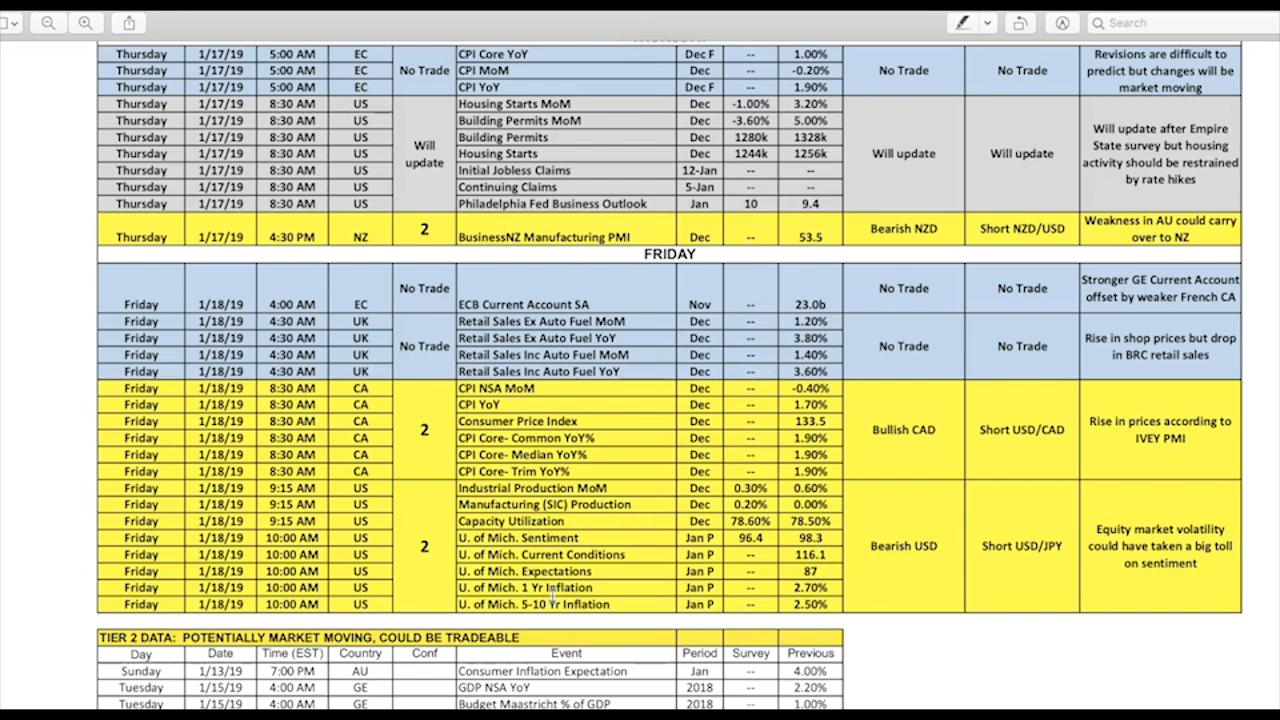 Search
Thursday 1/17/19 5:00 AM EC CPI Core YoY Dec F -- 1.00%
Thursday 1/17/19 5:00 AM EC No Trade CPI MoM Dec -- -0.20% No Trade No Trade Revisions are difficult to predict but changes will be market moving
Thursday 1/17/19 5:00 AM EC CPI YoY Dec F -- 1.90%
Thursday 1/17/19 8:30 AM US Housing Starts MoM Dec -1.00% 3.20%
Thursday 1/17/19 8:30 AM US Building Permits MoM Dec -3.60% 5.00%
Thursday 1/17/19 8:30 AM US Building Permits Dec 1280k 1328k
Thursday 1/17/19 8:30 AM US Will update Housing Starts Dec 1244k 1256k Will update Will update Will update after Empire State survey but housing activity should be restrained by rate hikes
Thursday 1/17/19 8:30 AM US Initial Jobless Claims 12-Jan -- --
Thursday 1/17/19 8:30 AM US Continuing Claims 5-Jan -- --
Thursday 1/17/19 8:30 AM US Philadelphia Fed Business Outlook Jan 10 9.4
Thursday 1/17/19 4:30 PM NZ 2 BusinessNZ Manufacturing PMI Dec -- 53.5 Bearish NZD Short NZD/USD Weakness in AU could carry over to NZ
FRIDAY
Friday 1/18/19 4:00 AM EC No Trade ECB Current Account SA Nov -- 23.0b No Trade No Trade Stronger GE Current Account offset by weaker French CA
Friday 1/18/19 4:30 AM UK Retail Sales Ex Auto Fuel MoM Dec -- 1.20%
Friday 1/18/19 4:30 AM UK No Trade Retail Sales Ex Auto Fuel YoY Dec -- 3.80% No Trade No Trade Rise in shop prices but drop in BRC retail sales
Friday 1/18/19 4:30 AM UK Retail Sales Inc Auto Fuel MoM Dec -- 1.40%
Friday 1/18/19 4:30 AM UK Retail Sales Inc Auto Fuel YoY Dec -- 3.60%
Friday 1/18/19 8:30 AM CA CPI NSA MoM Dec -- -0.40%
Friday 1/18/19 8:30 AM CA CPI YoY Dec -- 1.70%
Friday 1/18/19 8:30 AM CA 2 Consumer Price Index Dec -- 133.5 Bullish CAD Short USD/CAD Rise in prices according to IVEY PMI
Friday 1/18/19 8:30 AM CA CPI Core- Common YoY% Dec -- 1.90%
Friday 1/18/19 8:30 AM CA CPI Core- Median YoY% Dec -- 1.90%
Friday 1/18/19 8:30 AM CA CPI Core- Trim YoY% Dec -- 1.90%
Friday 1/18/19 9:15 AM US Industrial Production MoM Dec 0.30% 0.60%
Friday 1/18/19 9:15 AM US Manufacturing (SIC) Production Dec 0.20% 0.00%
Friday 1/18/19 9:15 AM US Capacity Utilization Dec 78.60% 78.50%
Friday 1/18/19 10:00 AM US 2 U. of Mich. Sentiment Jan P 96.4 98.3 Bearish USD Short USD/JPY Equity market volatility could have taken a big toll on sentiment
Friday 1/18/19 10:00 AM US U. of Mich. Current Conditions Jan P -- 116.1
Friday 1/18/19 10:00 AM US U. of Mich. Expectations Jan P -- 87
Friday 1/18/19 10:00 AM US U. of Mich. 1 Yr Inflation Jan P -- 2.70%
Friday 1/18/19 10:00 AM US U. of Mich. 5-10 Yr Inflation Jan P -- 2.50%
TIER 2 DATA: POTENTIALLY MARKET MOVING, COULD BE TRADEABLE
Day Date Time (EST) Country Conf Event Period Survey Previous
Sunday 1/13/19 7:00 PM AU Consumer Inflation Expectation Jan -- 4.00%
Tuesday 1/15/19 4:00 AM GE GDP NSA YoY 2018 -- 2.20%
Tuesday 1/15/19 4:00 AM GE Budget Maastricht % of GDP 2018 -- 1.00%